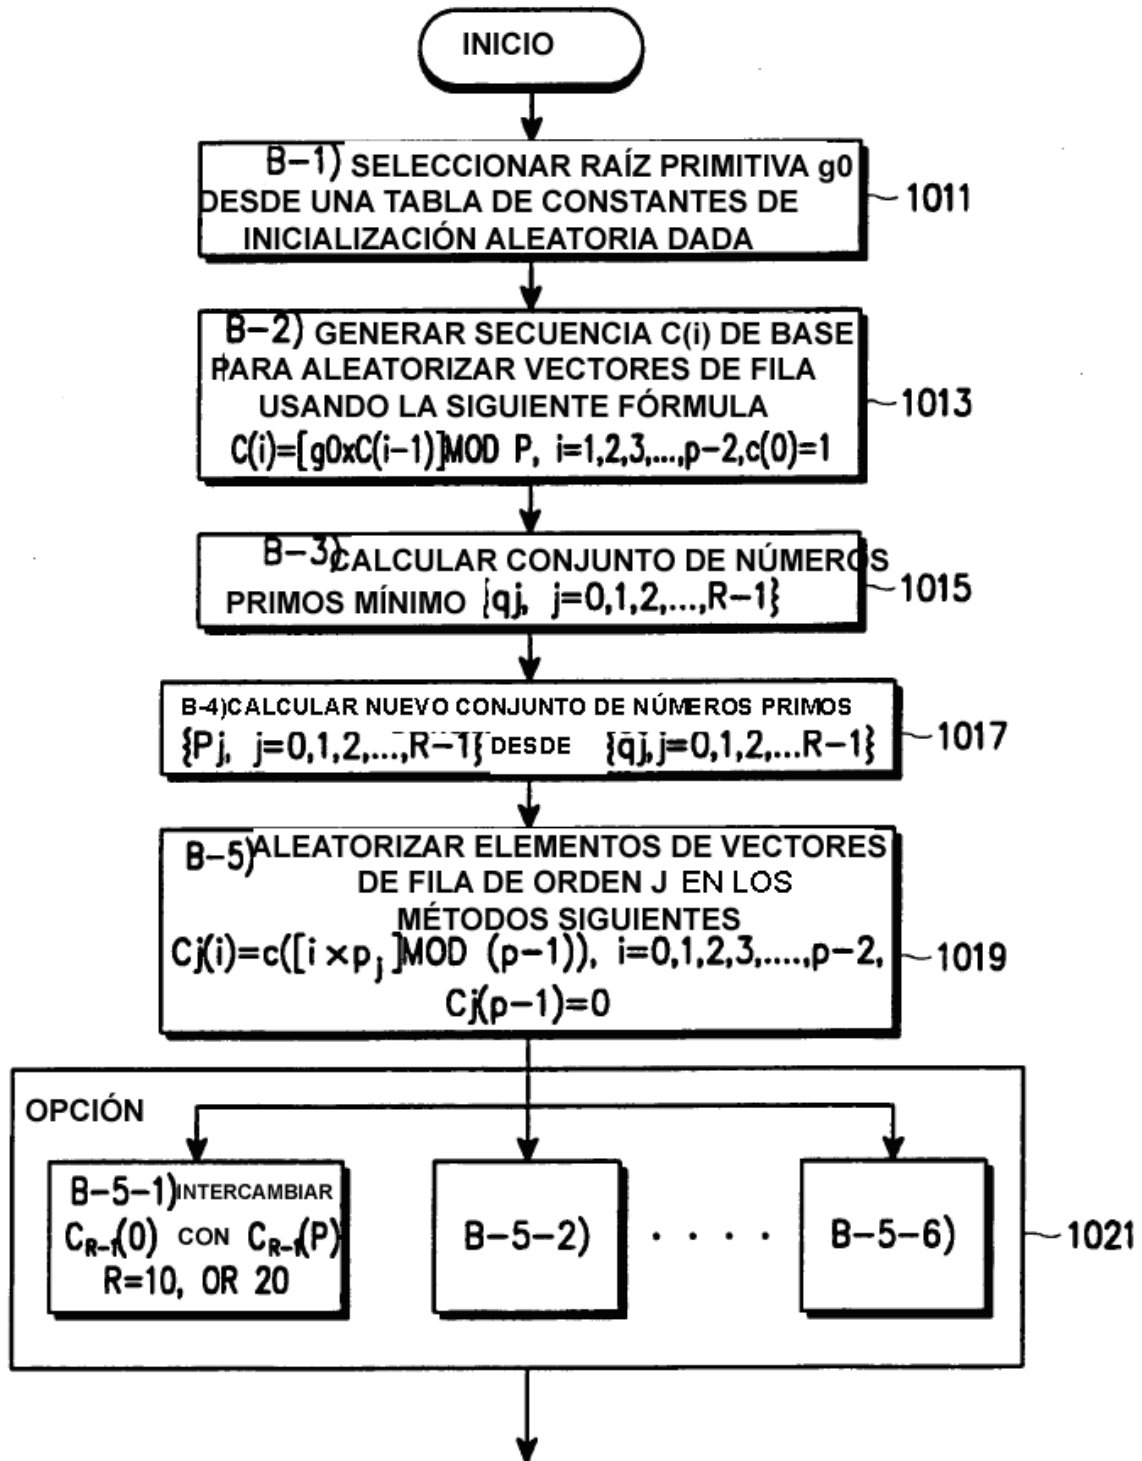 INICIO
B-1) SELECCIONAR RAÍZ PRIMITIVA g0
DESDE UNA TABLA DE CONSTANTES DE
INICIALIZACIÓN ALEATORIA DADA
1011
B-2) GENERAR SECUENCIA C(i) DE BASE
PARA ALEATORIZAR VECTORES DE FILA
USANDO LA SIGUIENTE FÓRMULA
C(i)=[g0xC(i-1)]MOD P, i=1,2,3,...,p-2,c(0)=1
1013
B-3)CALCULAR CONJUNTO DE NÚMEROS
PRIMOS MÍNIMO {qj, j=0,1,2,...,R-1}
1015
B-4)CALCULAR NUEVO CONJUNTO DE NÚMEROS PRIMOS
{Pj, j=0,1,2,...,R-1} DESDE {qj,j=0,1,2,...R-1}
1017
B-5)ALEATORIZAR ELEMENTOS DE VECTORES
DE FILA DE ORDEN J EN LOS
MÉTODOS SIGUIENTES
Cj(i)=c([i×pj]MOD (p-1)), i=0,1,2,3,....,p-2,
Cj(p-1)=0
1019
OPCIÓN
B-5-1)INTERCAMBIAR
CR-1(0) CON CR-1(P)
R=10, OR 20
B-5-2)
. . . .
B-5-6)
1021